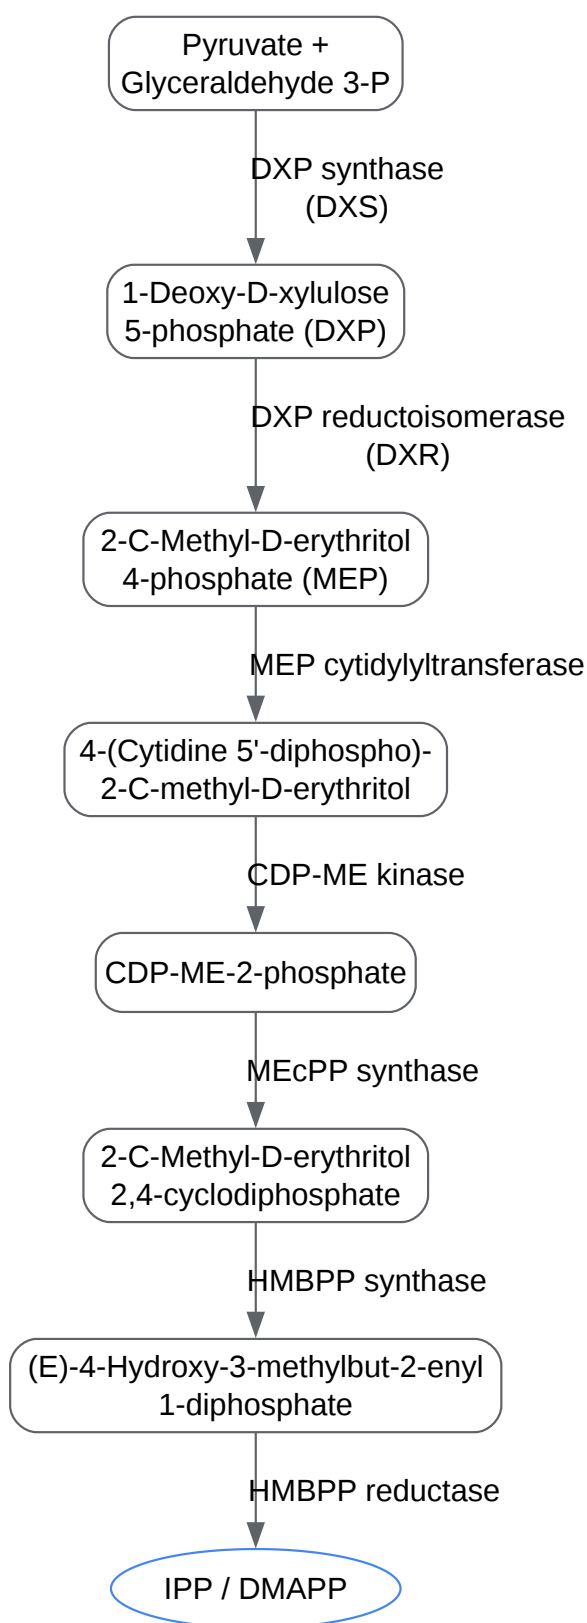 Pyruvate +
Glyceraldehyde 3-P
DXP synthase
(DXS)
1-Deoxy-D-xylulose
5-phosphate (DXP)
DXP reductoisomerase
(DXR)
2-C-Methyl-D-erythritol
4-phosphate (MEP)
MEP cytidylyltransferase
4-(Cytidine 5'-diphospho)-
2-C-methyl-D-erythritol
CDP-ME kinase
CDP-ME-2-phosphate
MEcPP synthase
2-C-Methyl-D-erythritol
2,4-cyclodiphosphate
HMBPP synthase
(E)-4-Hydroxy-3-methylbut-2-enyl
1-diphosphate
HMBPP reductase
IPP / DMAPP